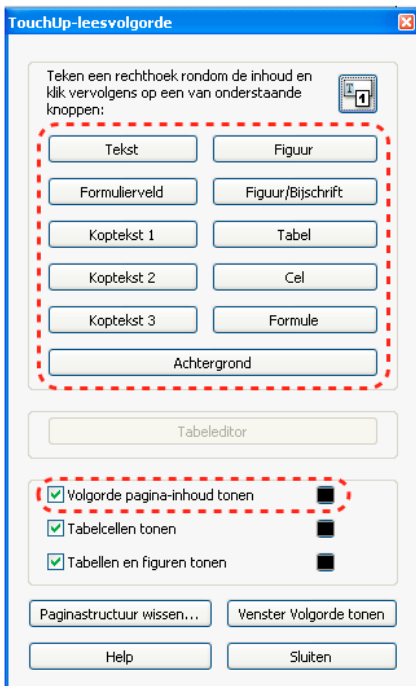 TouchUp-leesvolgorde
Teken een rechthoek rondom de inhoud en
klik vervolgens op een van onderstaande
knoppen:
1
Tekst
Figuur
Formulierveld
Figuur/Bijschrift
Koptekst 1
Tabel
Koptekst 2
Cel
Koptekst 3
Formule
Achtergrond
Tabeleditor
Volgorde pagina-inhoud tonen
Tabelcellen tonen
Tabellen en figuren tonen
Paginastructuur wissen...
Venster Volgorde tonen
Help
Sluiten